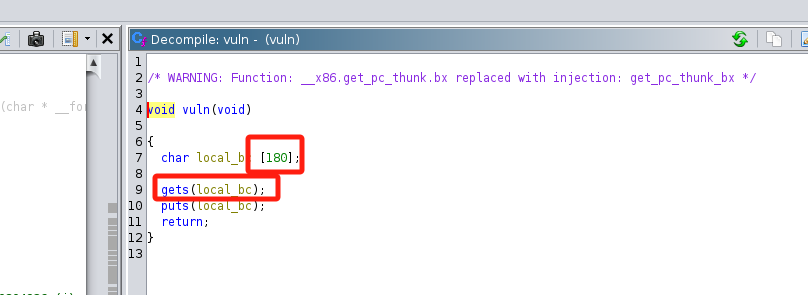 Decompile: vuln - (vuln)
1
2 /* WARNING: Function: __x86.get_pc_thunk.bx replaced with injection: get_pc_thunk_bx */
3
(char * __fo
4 void vuln(void)
5
6 {
7 char local_b [180];
8
9 gets(local_bc);
10 puts(local_bc);
11 return;
12 }
13